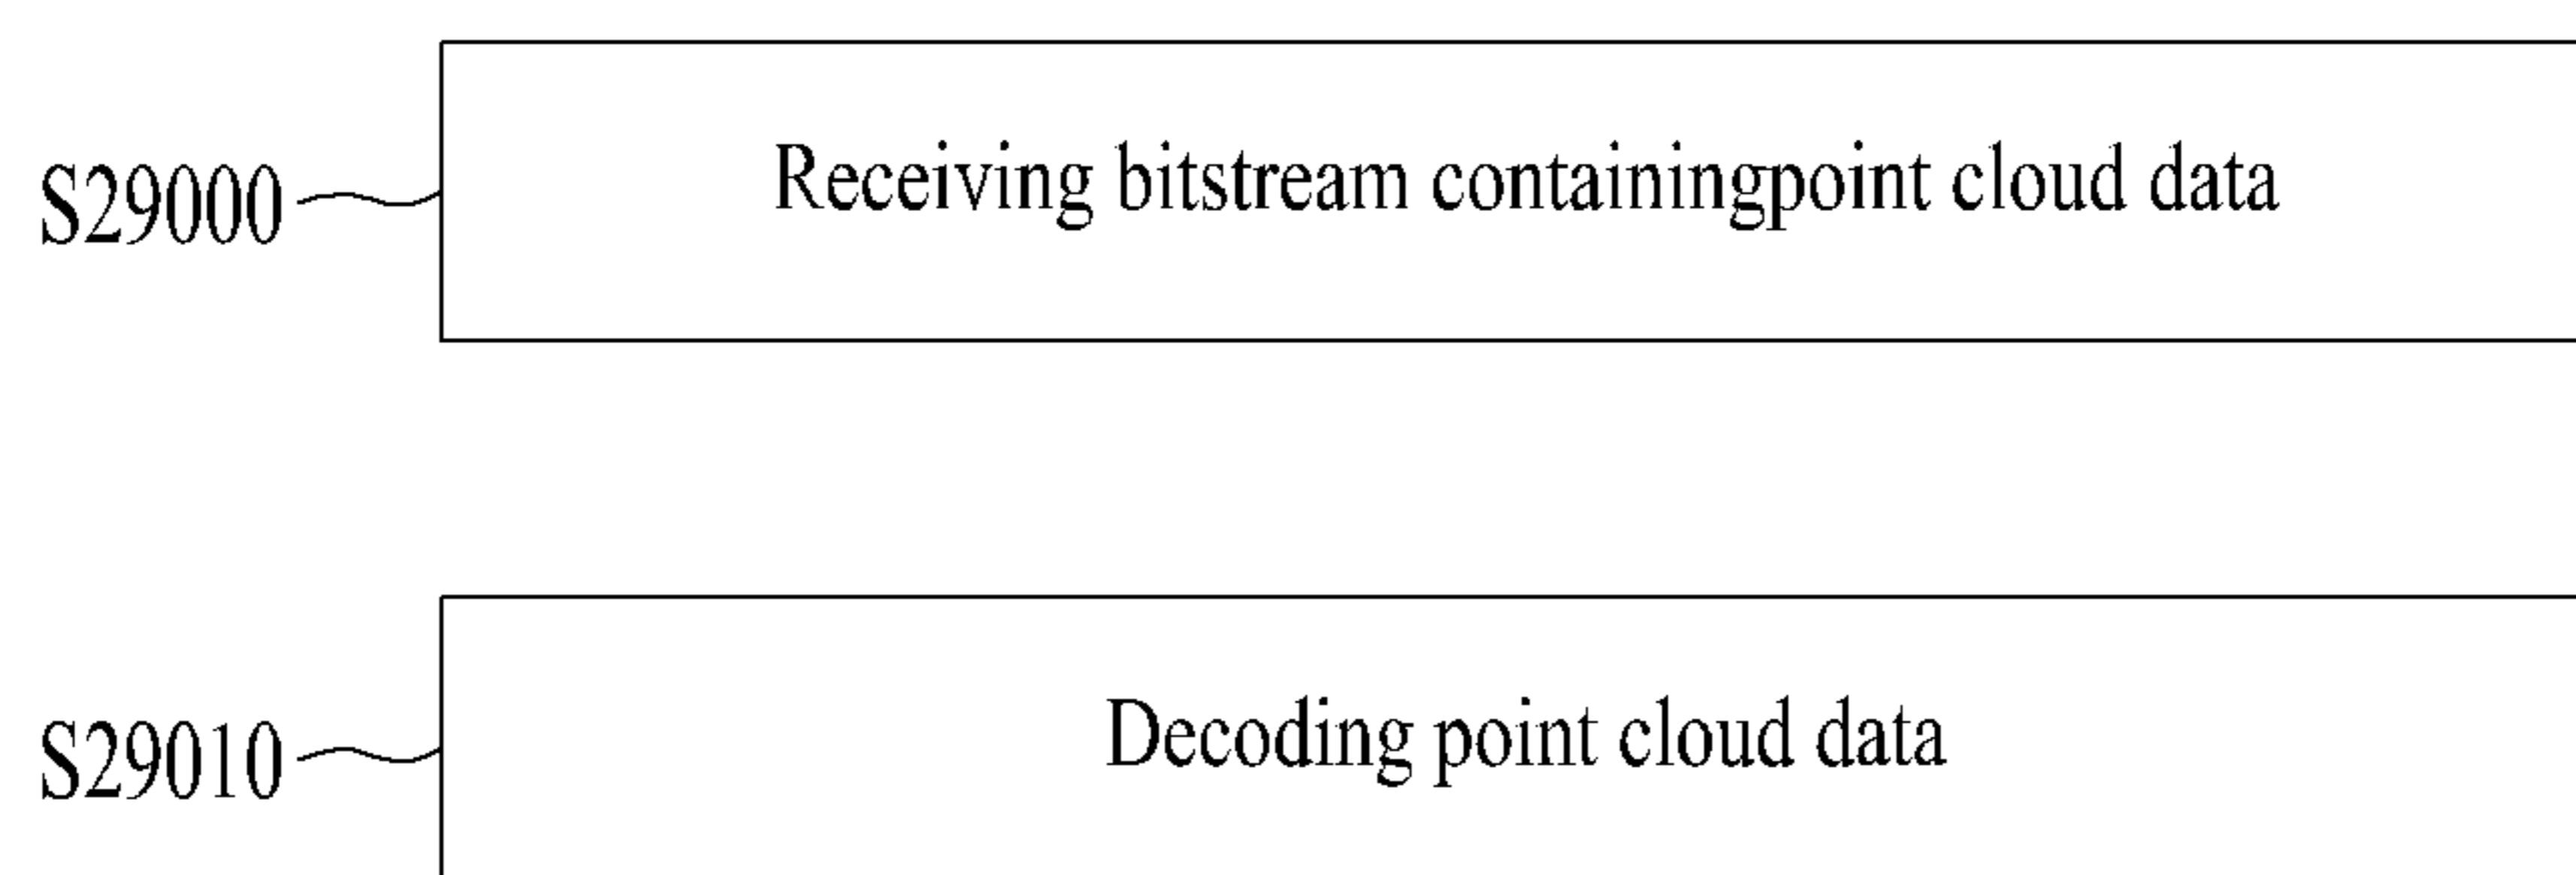 S29000 Receiving bitstream containingpoint cloud data
S29010 Decoding point cloud data